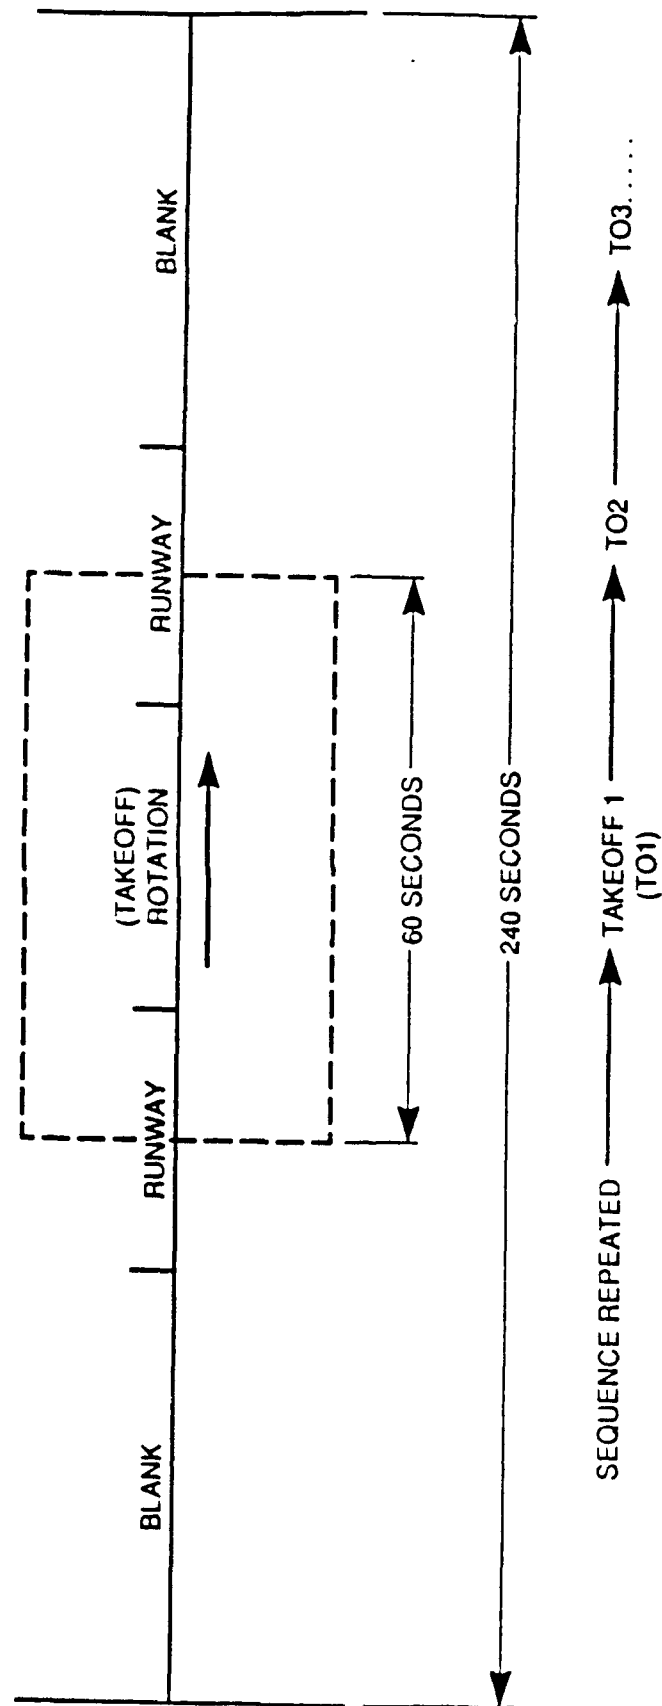 BLANK
RUNWAY
(TAKEOFF)
ROTATION
RUNWAY
BLANK
60 SECONDS
240 SECONDS
SEQUENCE REPEATED
TAKEOFF 1
(TO1)
TO2
TO3.....